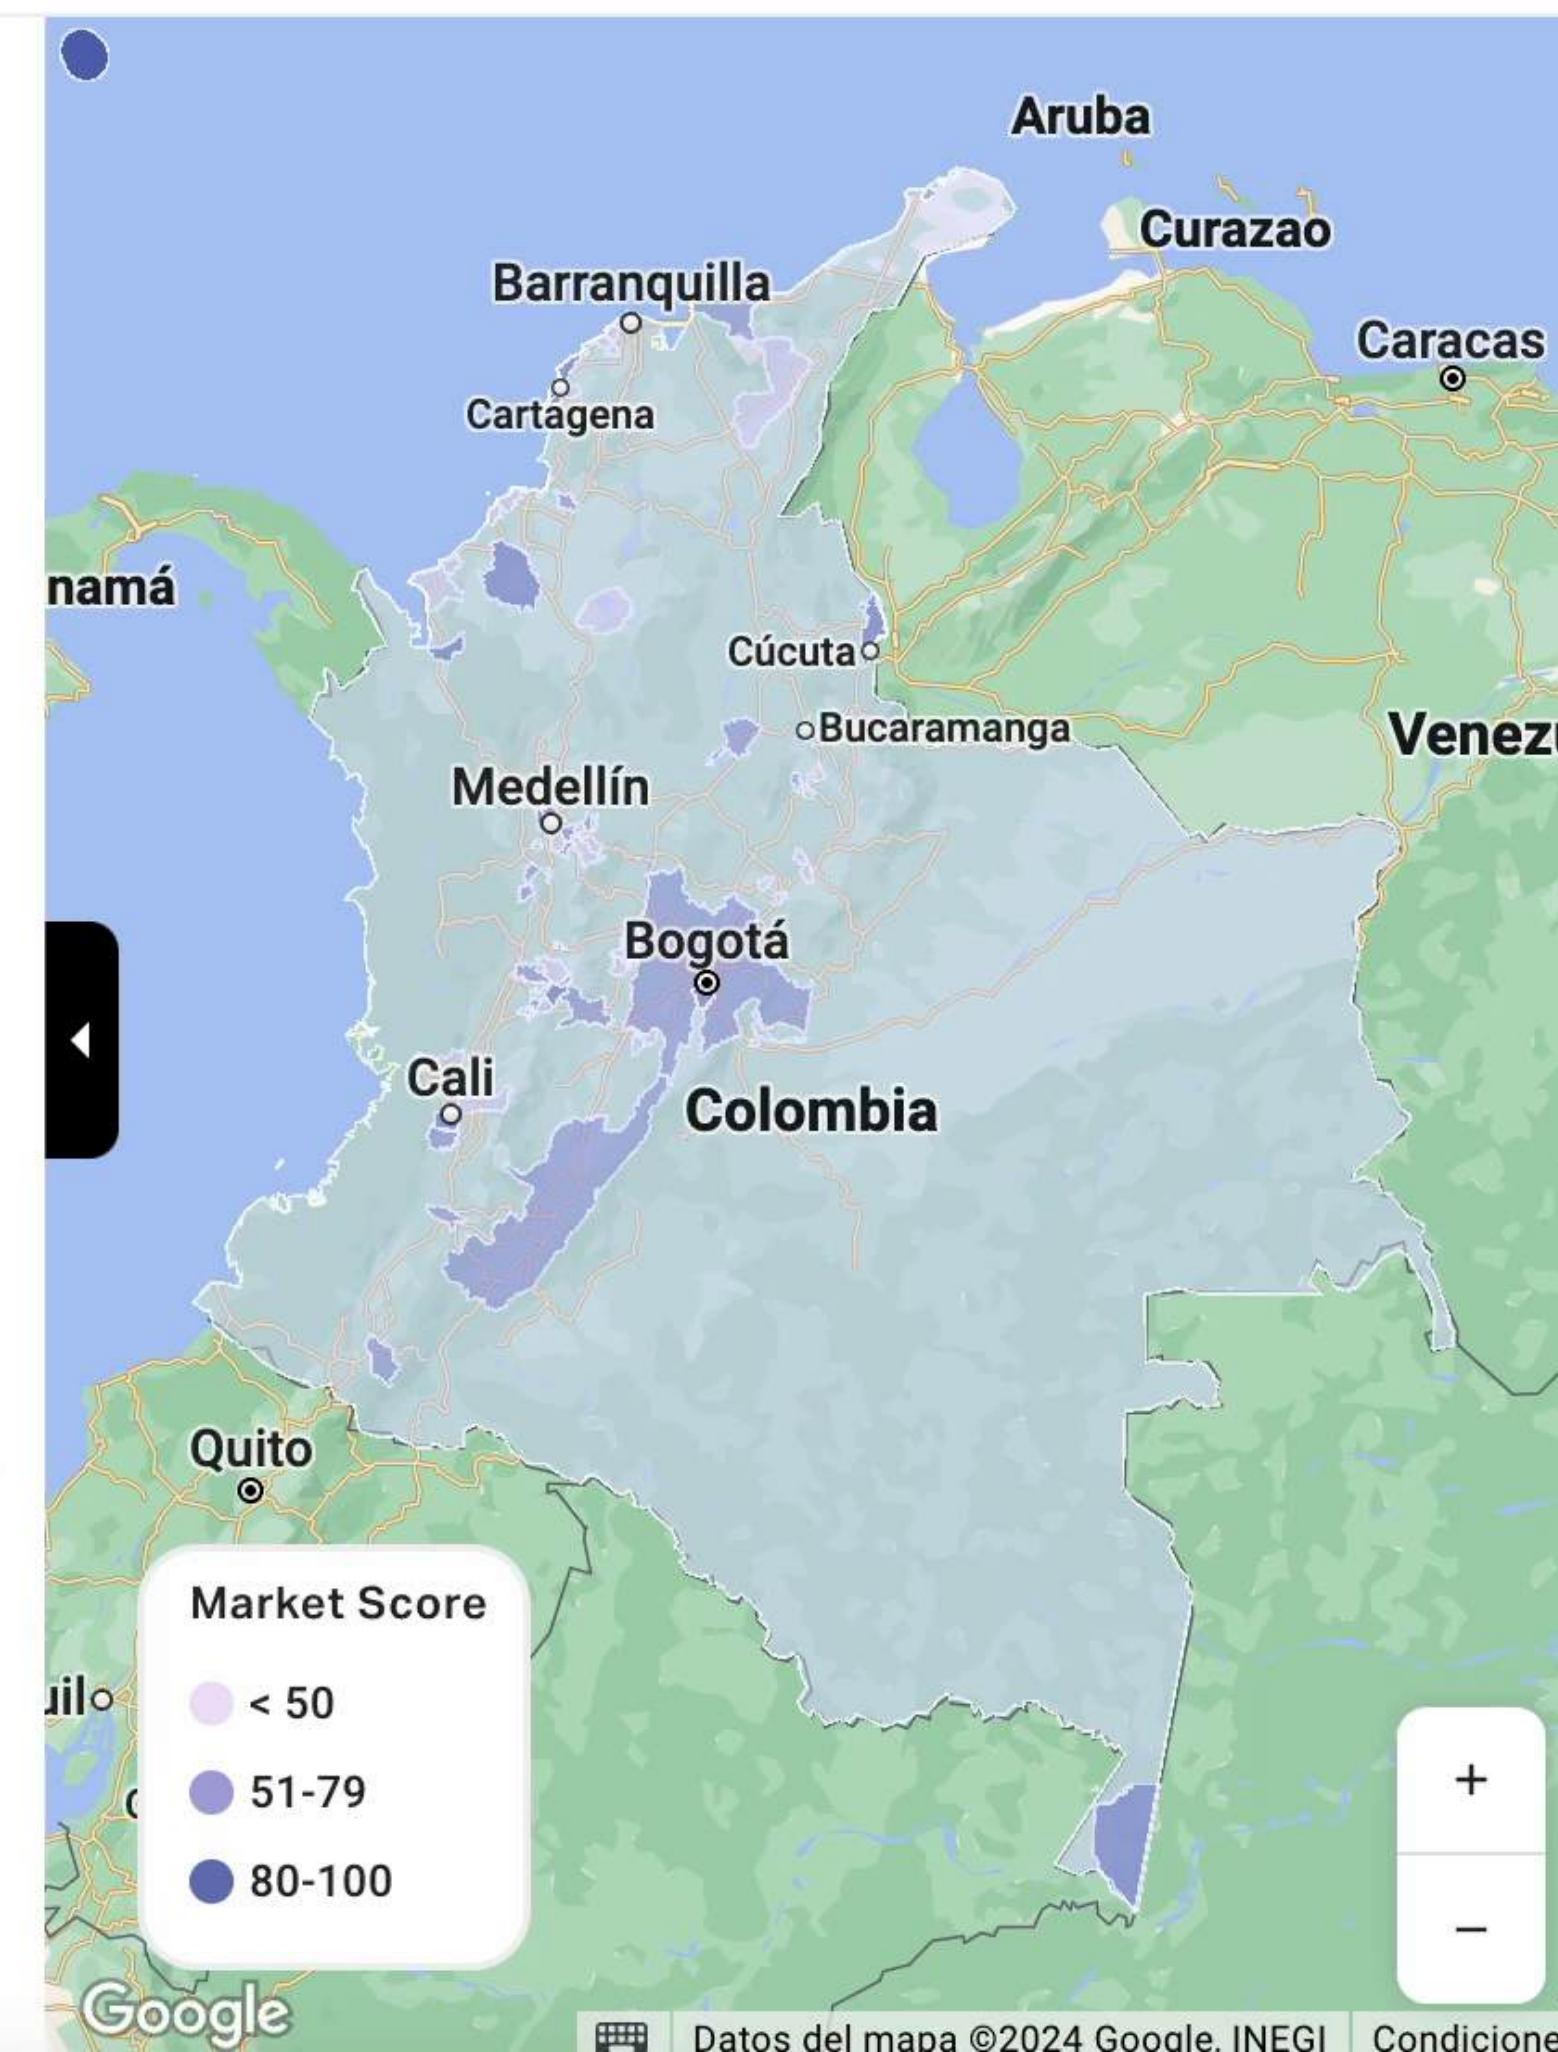 Aruba
Curazao
Barranquilla
Caracas
Cartagena
namá
Cúcuta
Bucaramanga
Venezu
Medellín
Bogotá
Cali
Colombia
Quito
Market Score
< 50
uil
51-79
80-100
+
−
Google
Datos del mapa ©2024 Google, INEGI
Condicione